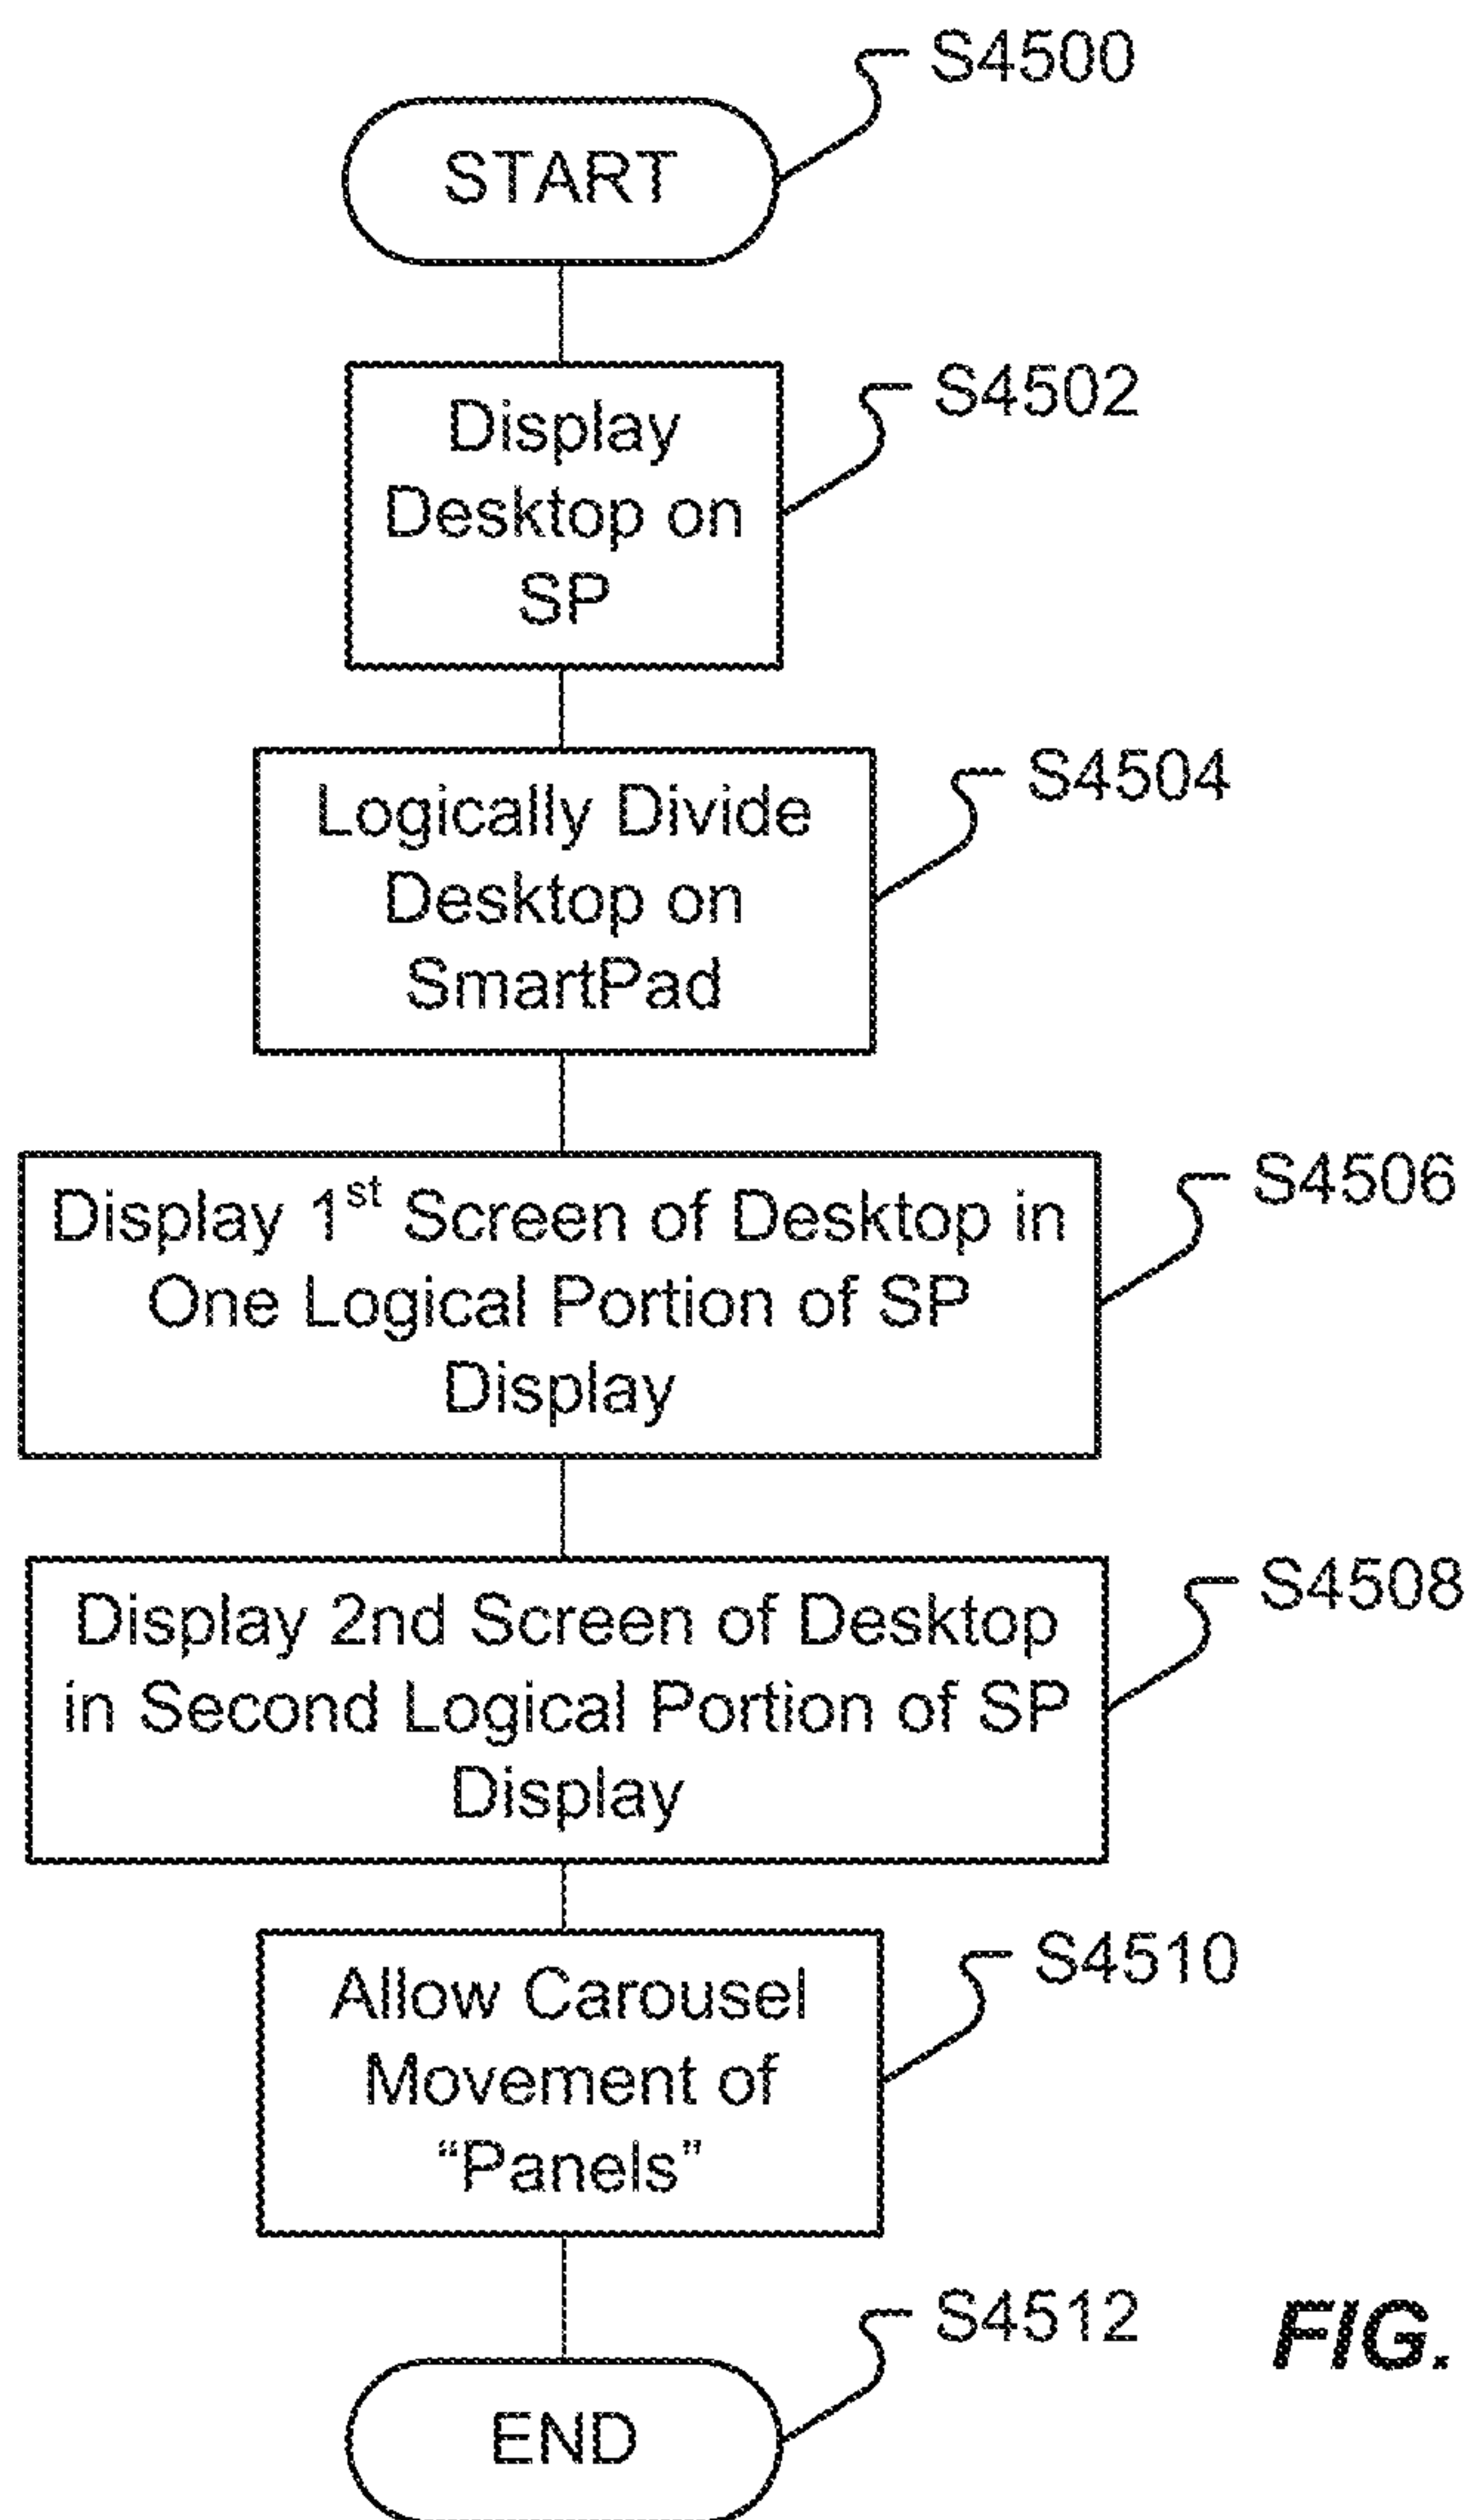 S4500
START
S4502
Display
Desktop on
SP
S4504
Logically Divide
Desktop on
SmartPad
S4506
Display 1st Screen of Desktop in
One Logical Portion of SP
Display
S4508
Display 2nd Screen of Desktop
in Second Logical Portion of SP
Display
S4510
Allow Carousel
Movement of
“Panels”
S4512
END
FIG.